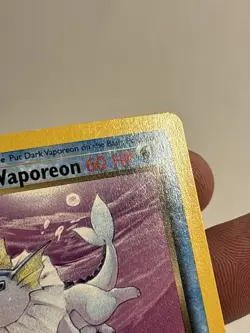 Put Dark Vaporeon on the Basic
Vaporeon 60 HP